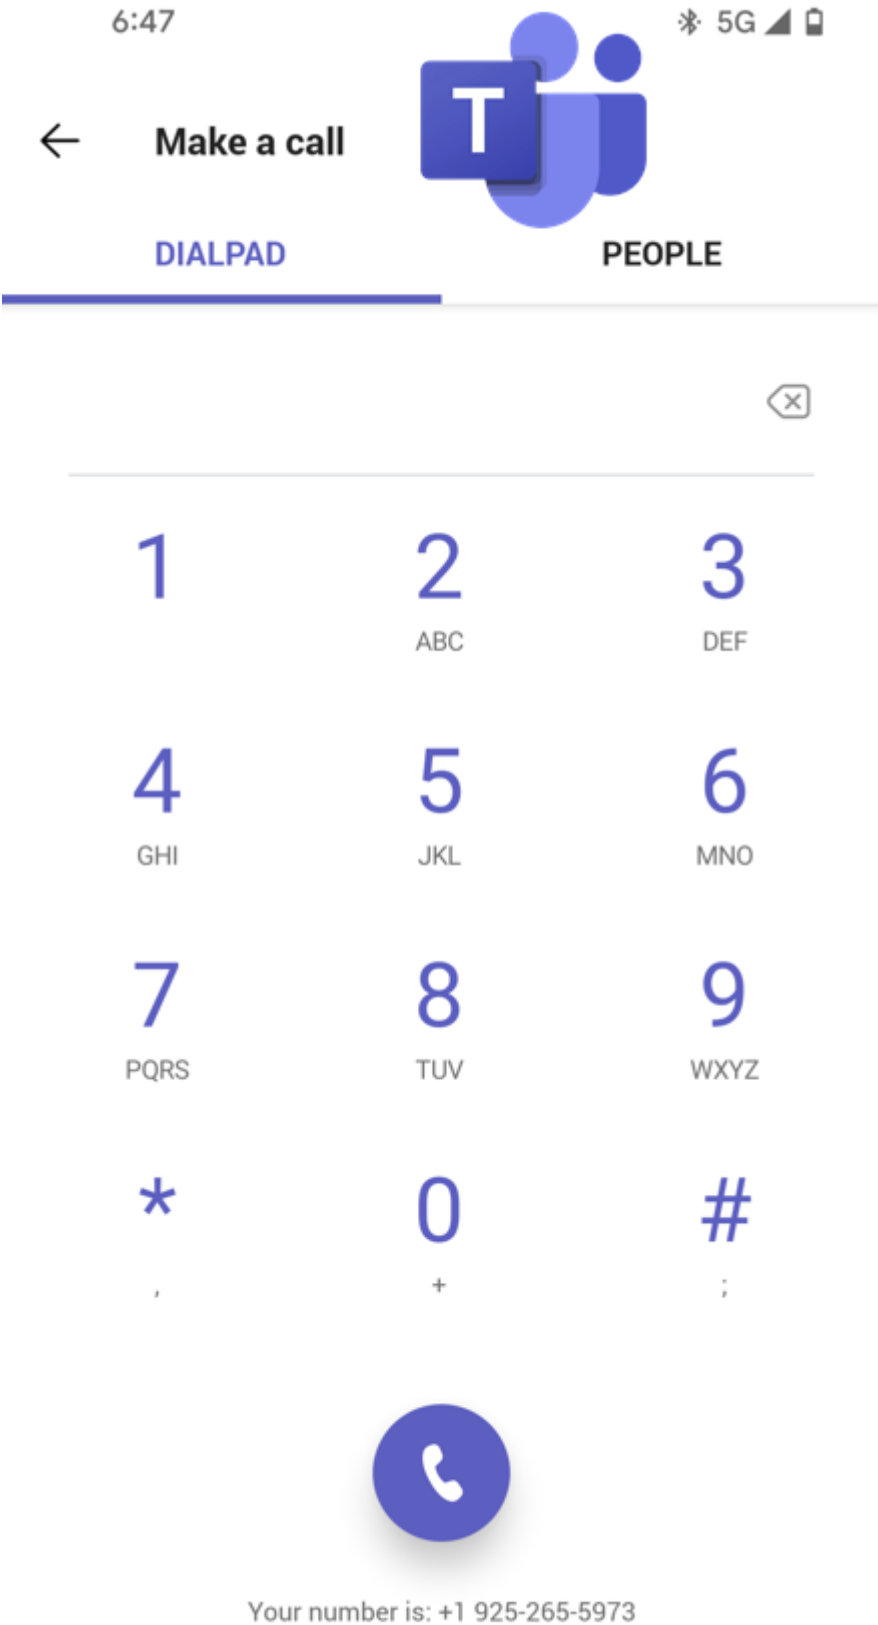 6:47 5G
Make a call
T
DIALPAD PEOPLE
1 2 3
ABC DEF
4 5 6
GHI JKL MNO
7 8 9
PQRS TUV WXYZ
* 0 #
, + ;
Your number is: +1 925-265-5973